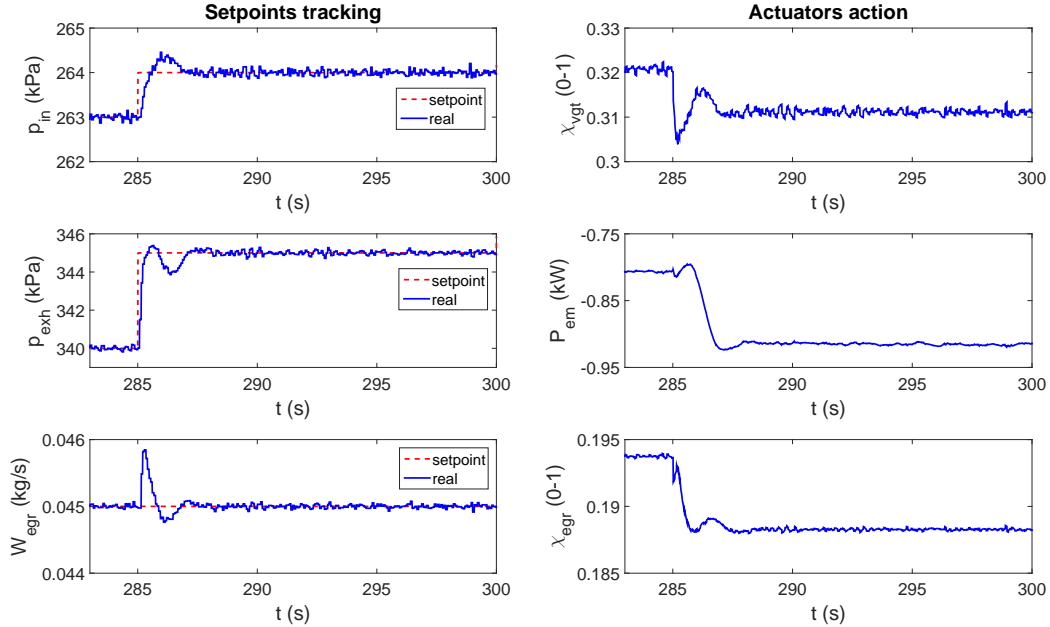 Setpoints tracking
265
264
263
262
p_in (kPa)
setpoint
real
285
290
295
300
t (s)
Actuators action
0.33
0.32
0.31
0.3
χ_vgt (0-1)
285
290
295
300
t (s)
346
344
342
340
p_exh (kPa)
setpoint
real
285
290
295
300
t (s)
-0.75
-0.85
-0.95
P_em (kW)
285
290
295
300
t (s)
0.046
0.045
0.044
W_egr (kg/s)
setpoint
real
285
290
295
300
t (s)
0.195
0.19
0.185
χ_egr (0-1)
285
290
295
300
t (s)